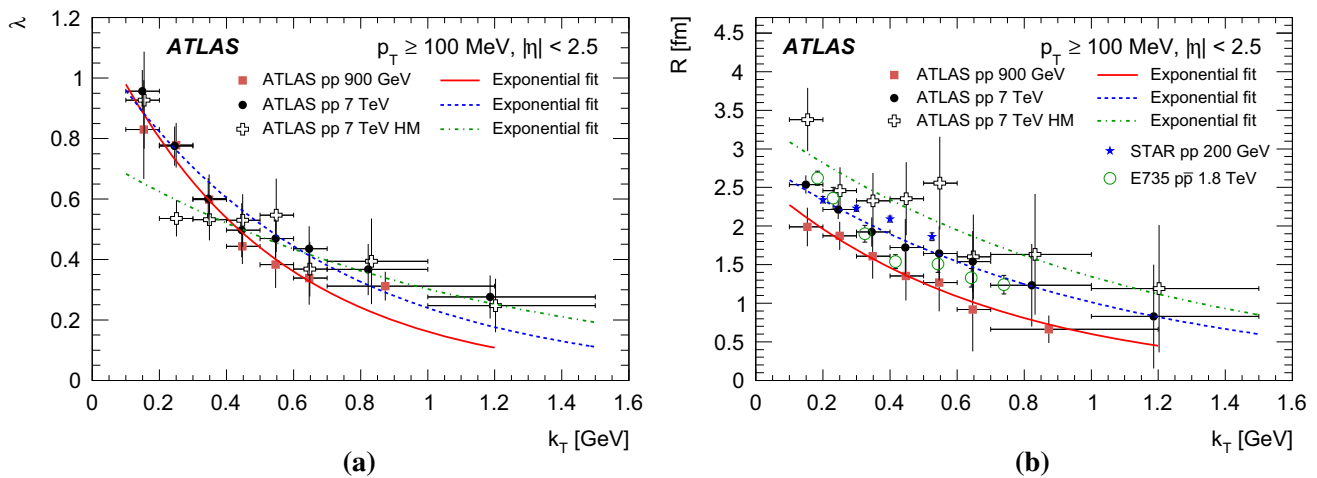 λ
1.2
1
0.8
0.6
0.4
0.2
0
ATLAS
p_T ≥ 100 MeV, |η| < 2.5
ATLAS pp 900 GeV
Exponential fit
ATLAS pp 7 TeV
Exponential fit
ATLAS pp 7 TeV HM
Exponential fit
0 0.2 0.4 0.6 0.8 1 1.2 1.4 1.6
k_T [GeV]
(a)
R [fm]
4.5
4
3.5
3
2.5
2
1.5
1
0.5
0
ATLAS
p_T ≥ 100 MeV, |η| < 2.5
ATLAS pp 900 GeV
Exponential fit
ATLAS pp 7 TeV
Exponential fit
ATLAS pp 7 TeV HM
Exponential fit
STAR pp 200 GeV
E735 pp̅ 1.8 TeV
0 0.2 0.4 0.6 0.8 1 1.2 1.4 1.6
k_T [GeV]
(b)